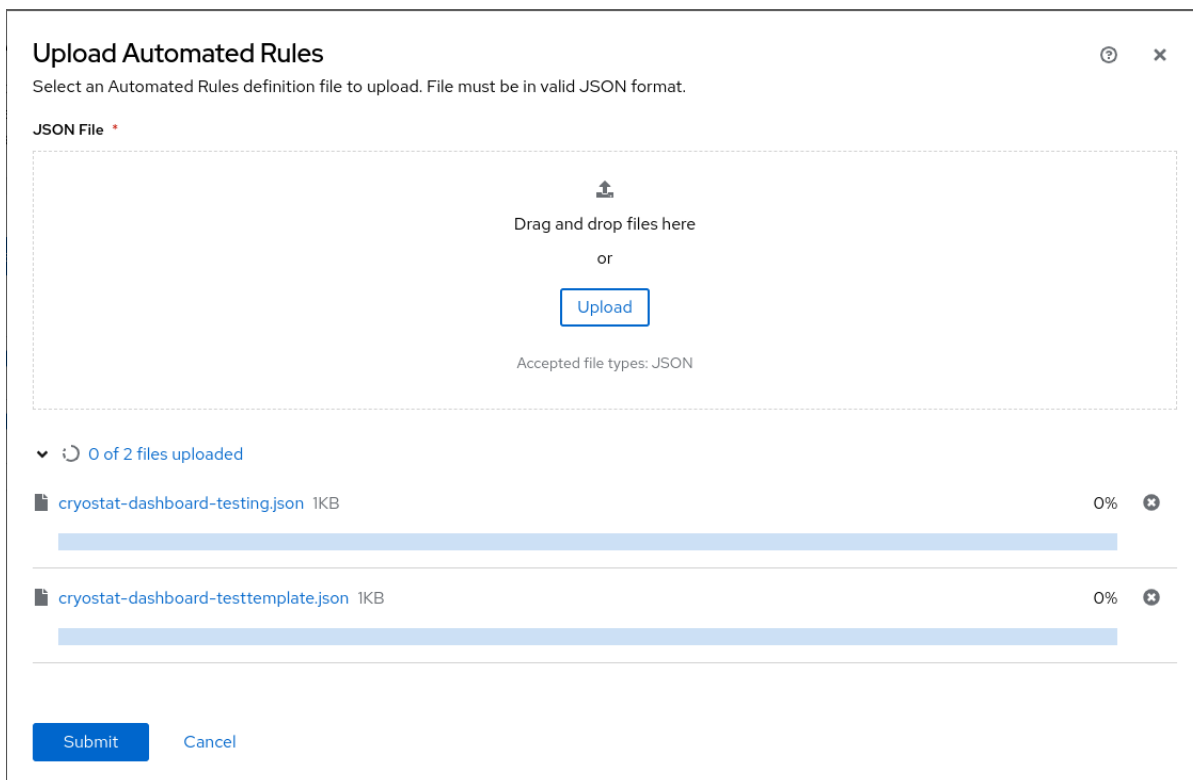 Upload Automated Rules
Select an Automated Rules definition file to upload. File must be in valid JSON format.
JSON File *
Drag and drop files here
or
Upload
Accepted file types: JSON
0 of 2 files uploaded
cryostat-dashboard-testing.json 1KB 0%
cryostat-dashboard-testtemplate.json 1KB 0%
Submit Cancel